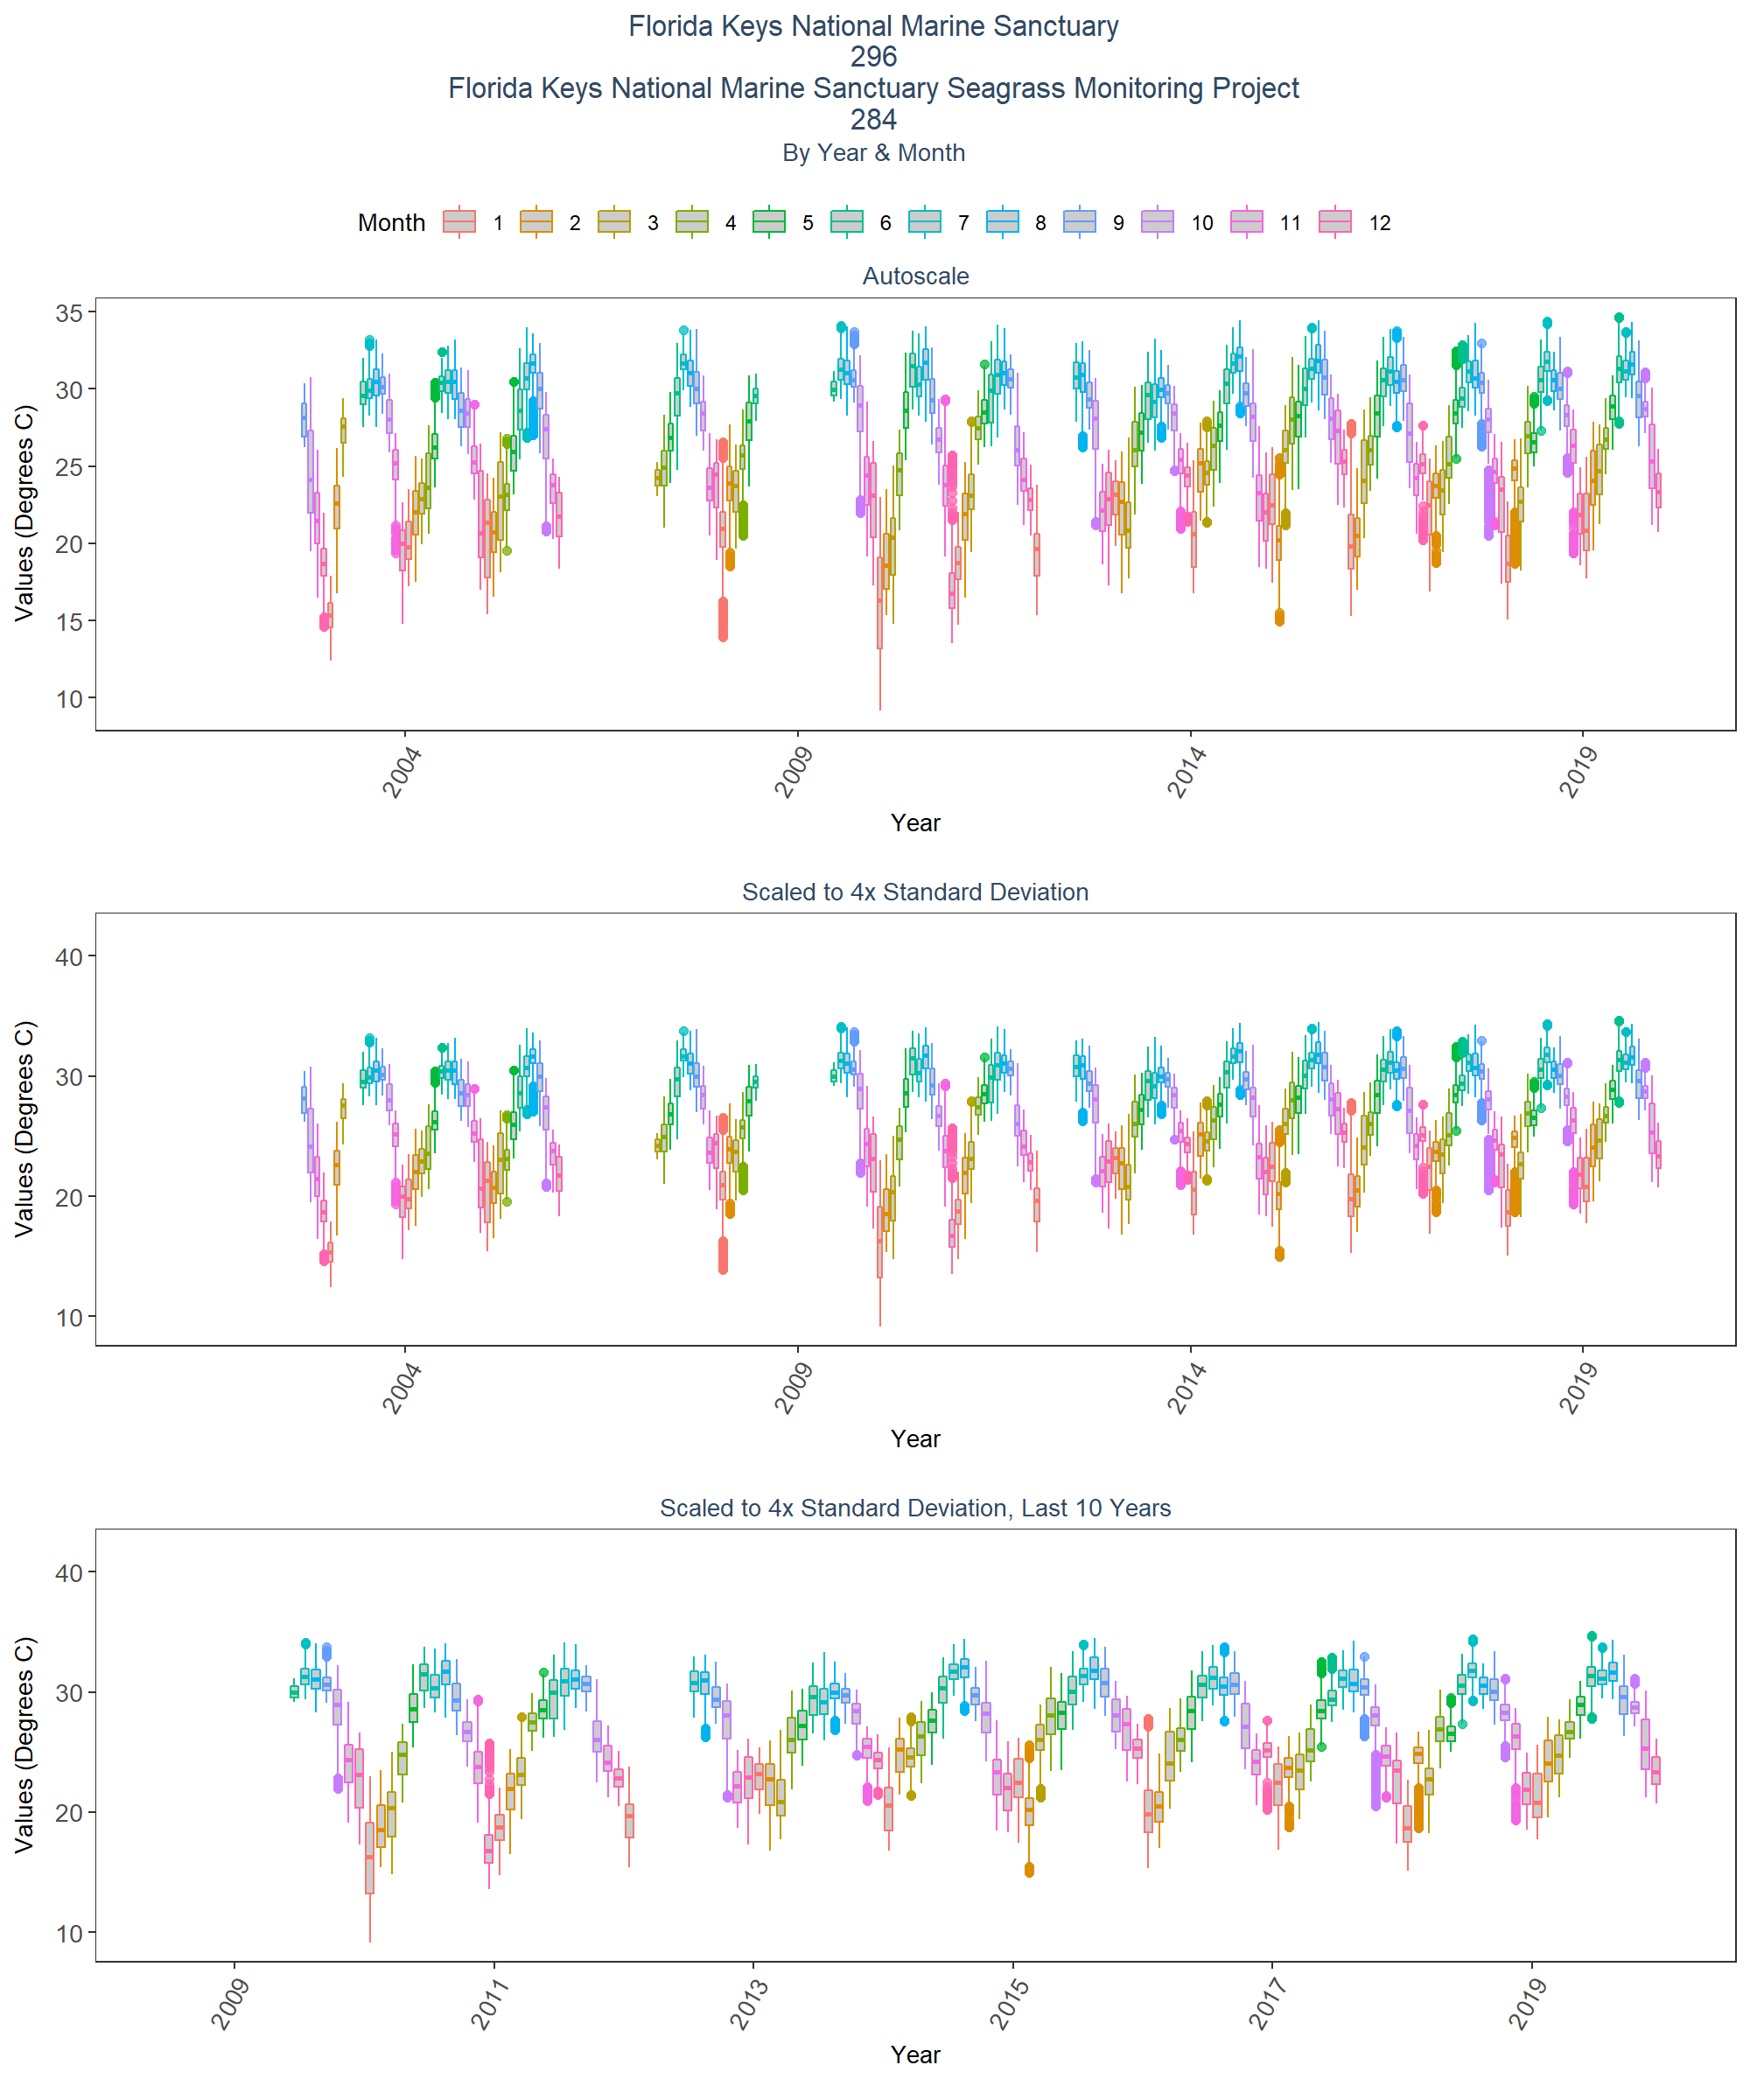 Florida Keys National Marine Sanctuary
296
Florida Keys National Marine Sanctuary Seagrass Monitoring Project
284
By Year & Month
Month 1 2 3 4 5 6 7 8 9 10 11 12
Autoscale
Values (Degrees C)
35
30
25
20
15
10
2004 2009 2014 2019
Year
Scaled to 4x Standard Deviation
Values (Degrees C)
40
30
20
10
2004 2009 2014 2019
Year
Scaled to 4x Standard Deviation, Last 10 Years
Values (Degrees C)
40
30
20
10
2009 2011 2013 2015 2017 2019
Year